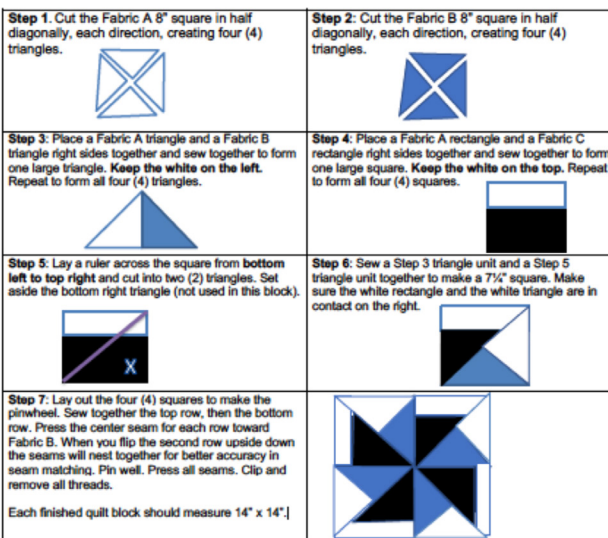 Step 1. Cut the Fabric A 8" square in half
diagonally, each direction, creating four (4)
triangles.
Step 2: Cut the Fabric B 8" square in half
diagonally, each direction, creating four (4)
triangles.
Step 3: Place a Fabric A triangle and a Fabric B
triangle right sides together and sew together to form
one large triangle. Keep the white on the left.
Repeat to form all four (4) triangles.
Step 4: Place a Fabric A rectangle and a Fabric C
rectangle right sides together and sew together to form
one large square. Keep the white on the top. Repeat
to form all four (4) squares.
Step 5: Lay a ruler across the square from bottom
left to top right and cut into two (2) triangles. Set
aside the bottom right triangle (not used in this block).
X
Step 6: Sew a Step 3 triangle unit and a Step 5
triangle unit together to make a 7¼" square. Make
sure the white rectangle and the white triangle are in
contact on the right.
Step 7: Lay out the four (4) squares to make the
pinwheel. Sew together the top row, then the bottom
row. Press the center seam for each row toward
Fabric B. When you flip the second row upside down
the seams will nest together for better accuracy in
seam matching. Pin well. Press all seams. Clip and
remove all threads.
Each finished quilt block should measure 14" x 14".